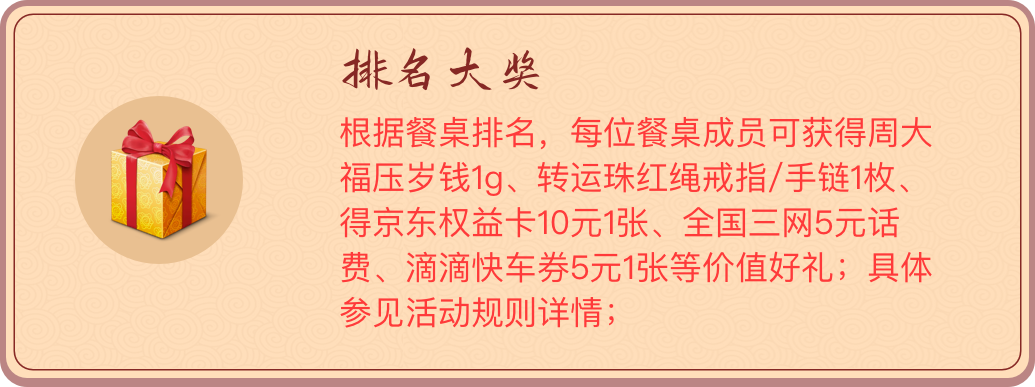 排名大奖
根据餐桌排名，每位餐桌成员可获得周大
福压岁钱1g、转运珠红绳戒指/手链1枚、
得京东权益卡10元1张、全国三网5元话
费、滴滴快车券5元1张等价值好礼；具体
参见活动规则详情；